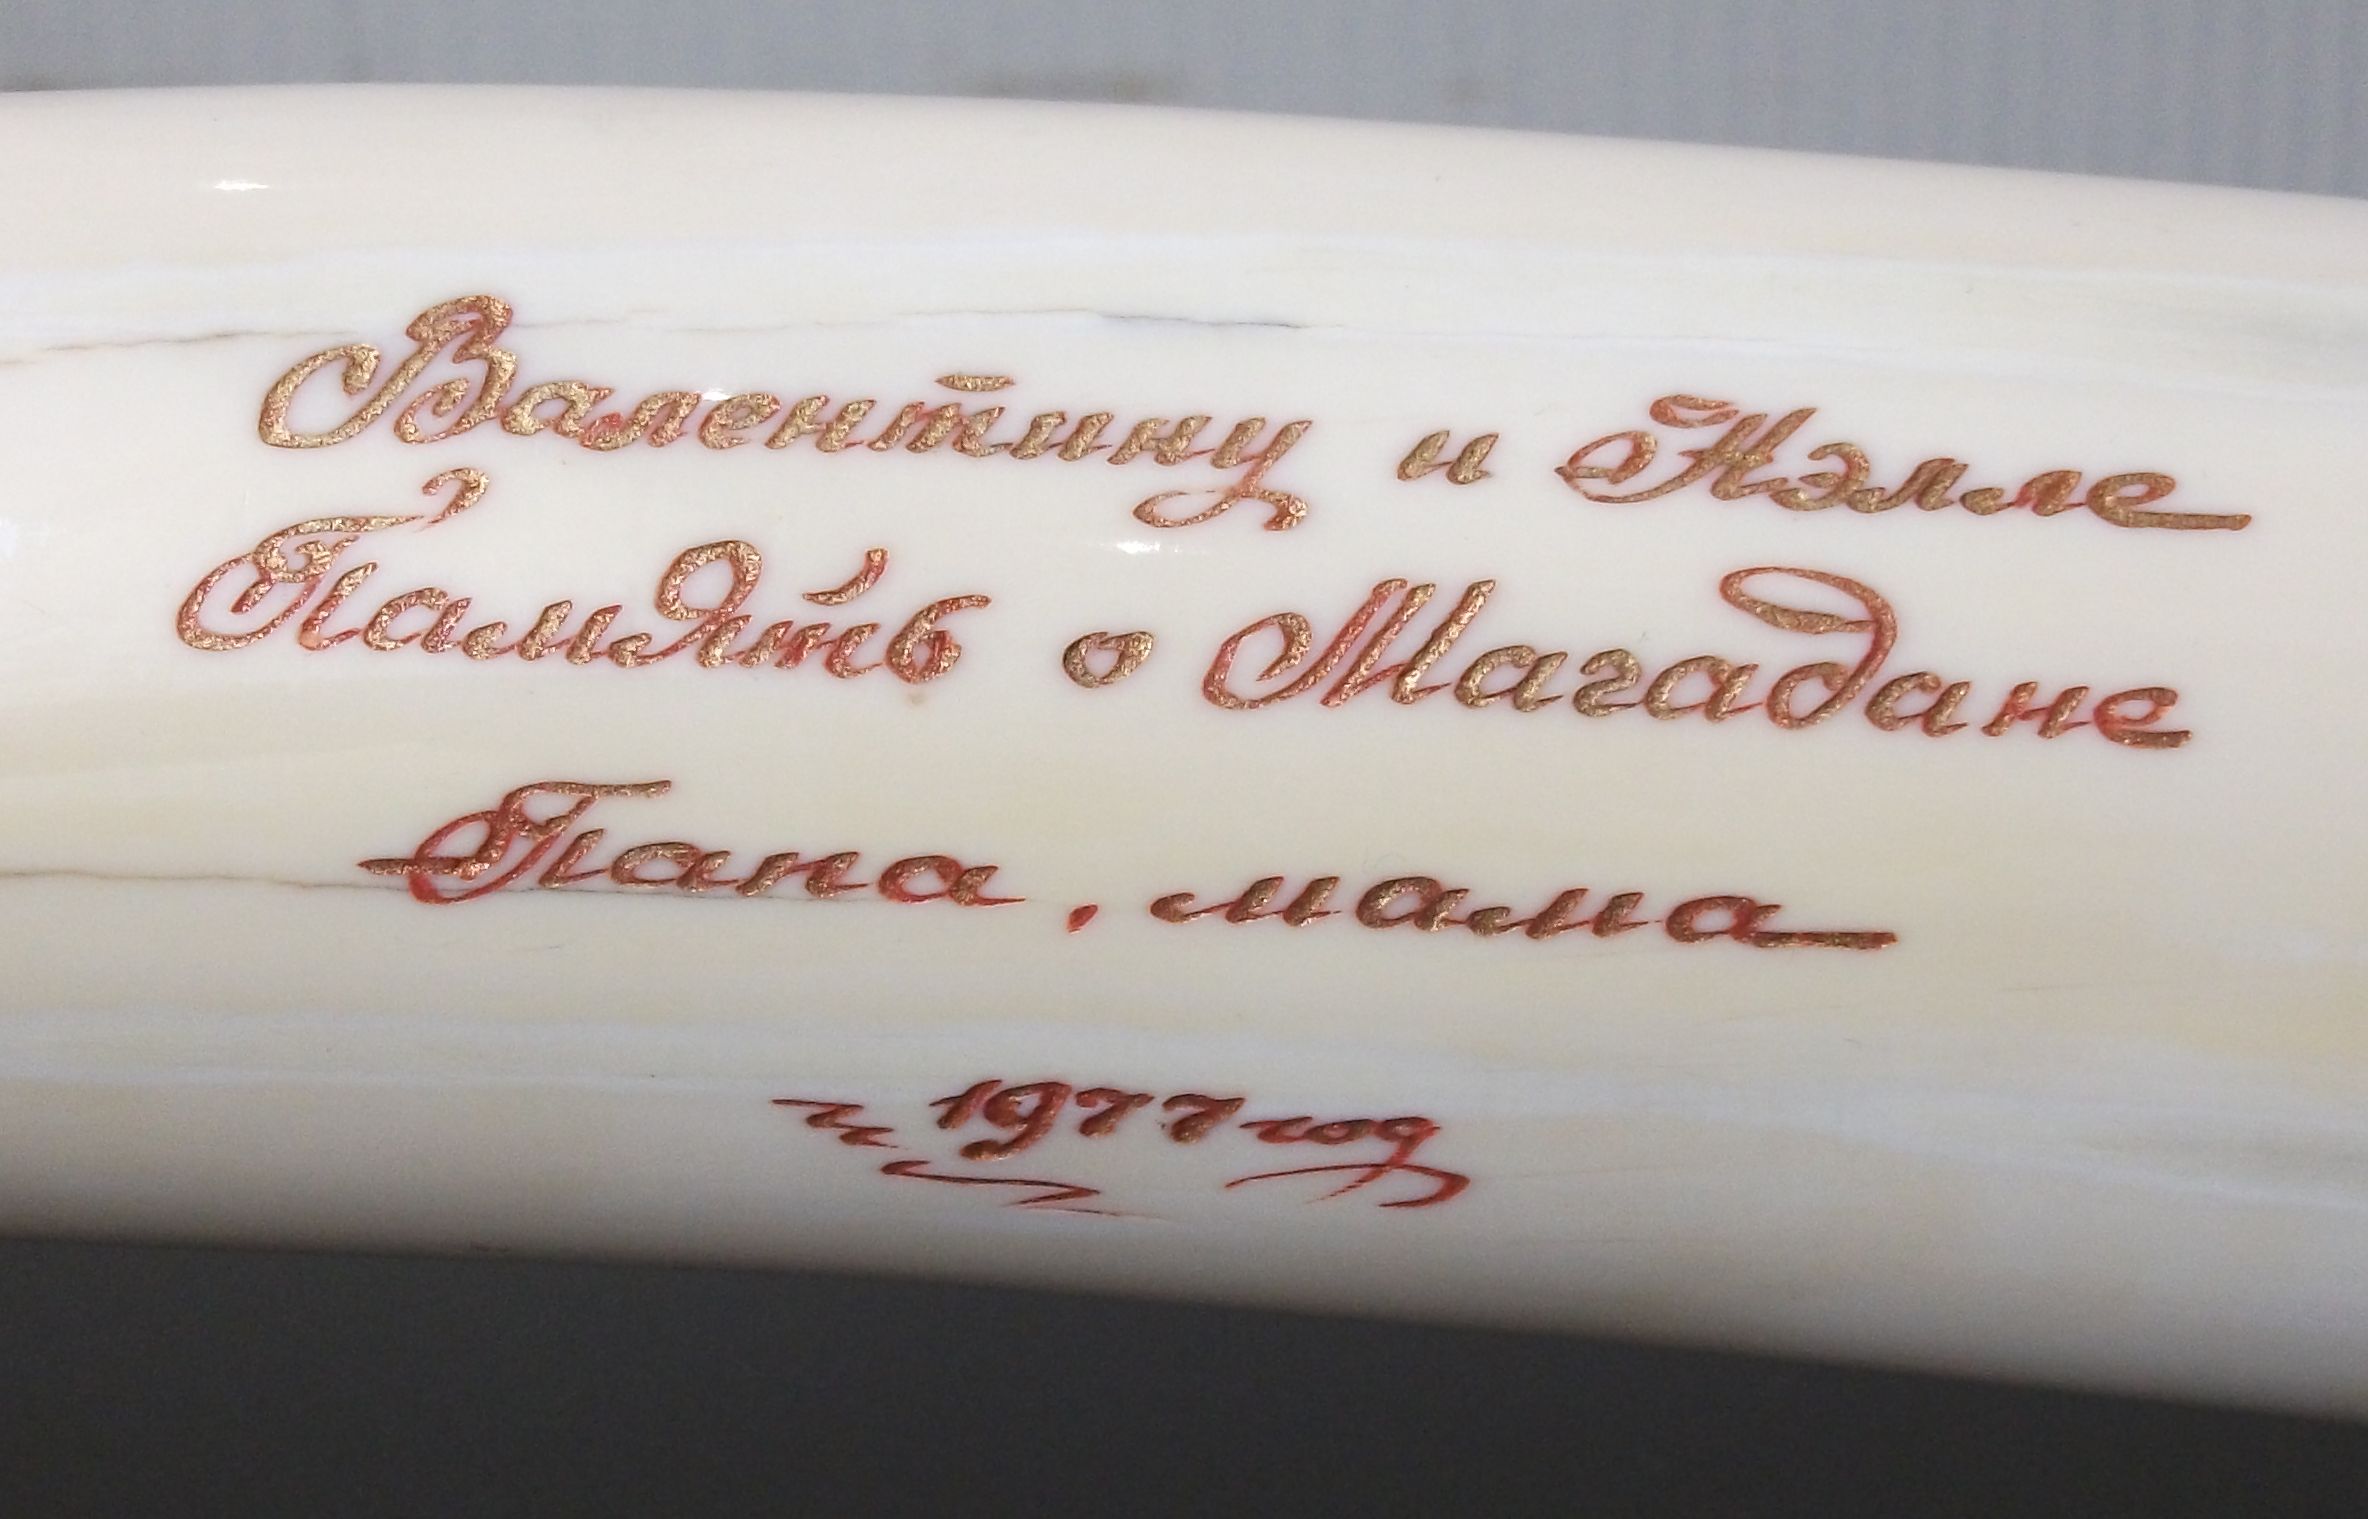 Валентину и Нэлле
Память о Магадане
Папа, мама
1977 год